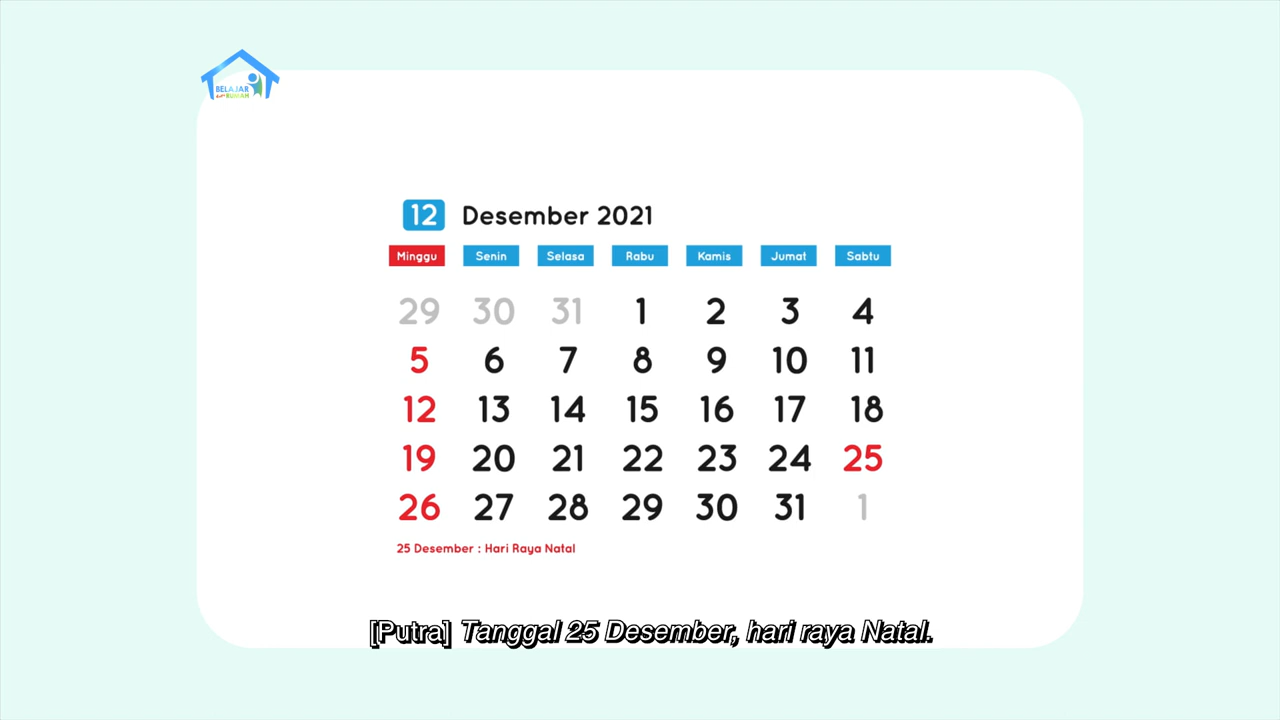 BELAJAR
dari RUMAH
12 Desember 2021
Minggu Senin Selasa Rabu Kamis Jumat Sabtu
29 30 31 1 2 3 4
5 6 7 8 9 10 11
12 13 14 15 16 17 18
19 20 21 22 23 24 25
26 27 28 29 30 31 1
25 Desember : Hari Raya Natal
[Putra] Tanggal 25 Desember, hari raya Natal.